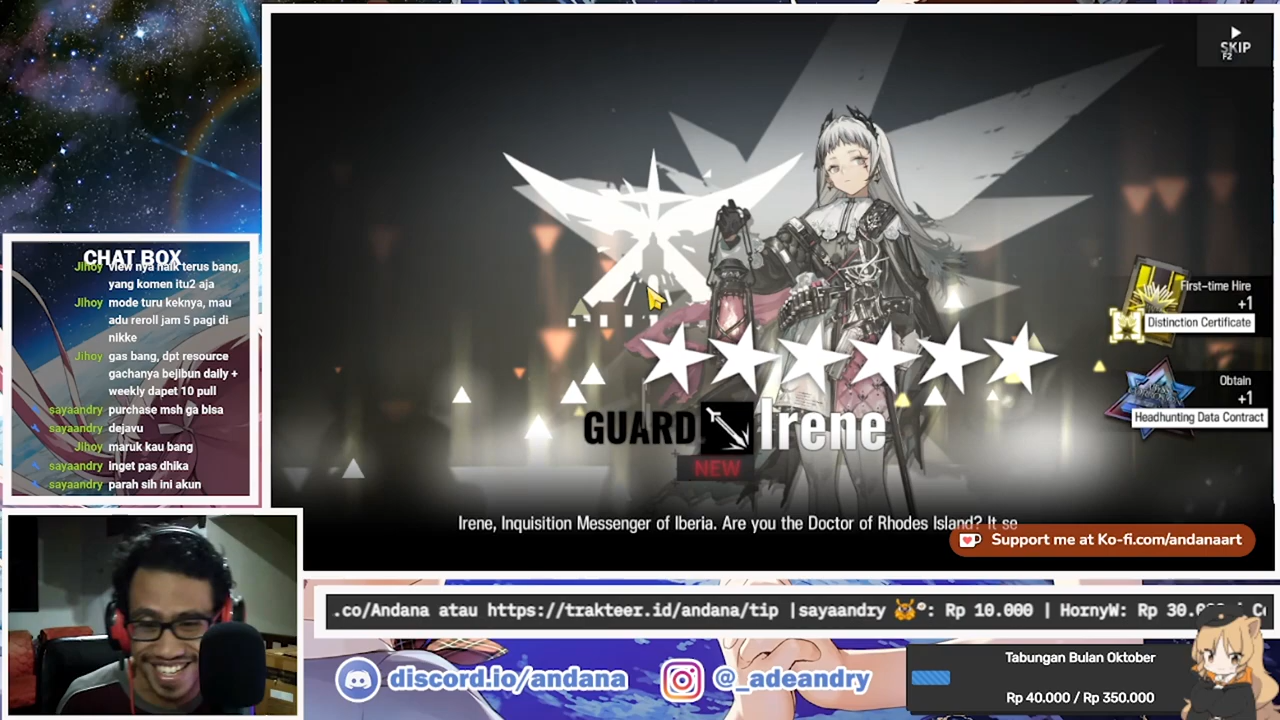 SKIP
F2
CHAT BOX
Jlhoy view nya naik terus bang,
yang komen itu2 aja
Jlhoy mode turu keknya, mau
adu reroll jam 5 pagi di
nikke
Jlhoy gas bang, dpt resource
gachanya bejibun daily +
weekly dapet 10 pull
sayaandry purchase msh ga bisa
sayaandry dejavu
Jlhoy maruk kau bang
sayaandry inget pas dhika
sayaandry parah sih ini akun
First-time Hire
+1
Distinction Certificate
Obtain
+1
Headhunting Data Contract
GUARD Irene
NEW
Irene, Inquisition Messenger of Iberia. Are you the Doctor of Rhodes Island? It se
Support me at Ko-fi.com/andanaart
.co/Andana atau https://trakteer.id/andana/tip |sayaandry : Rp 10.000 | HornyW: Rp 30.
discord.io/andana @_adeandry
Tabungan Bulan Oktober
Rp 40.000 / Rp 350.000